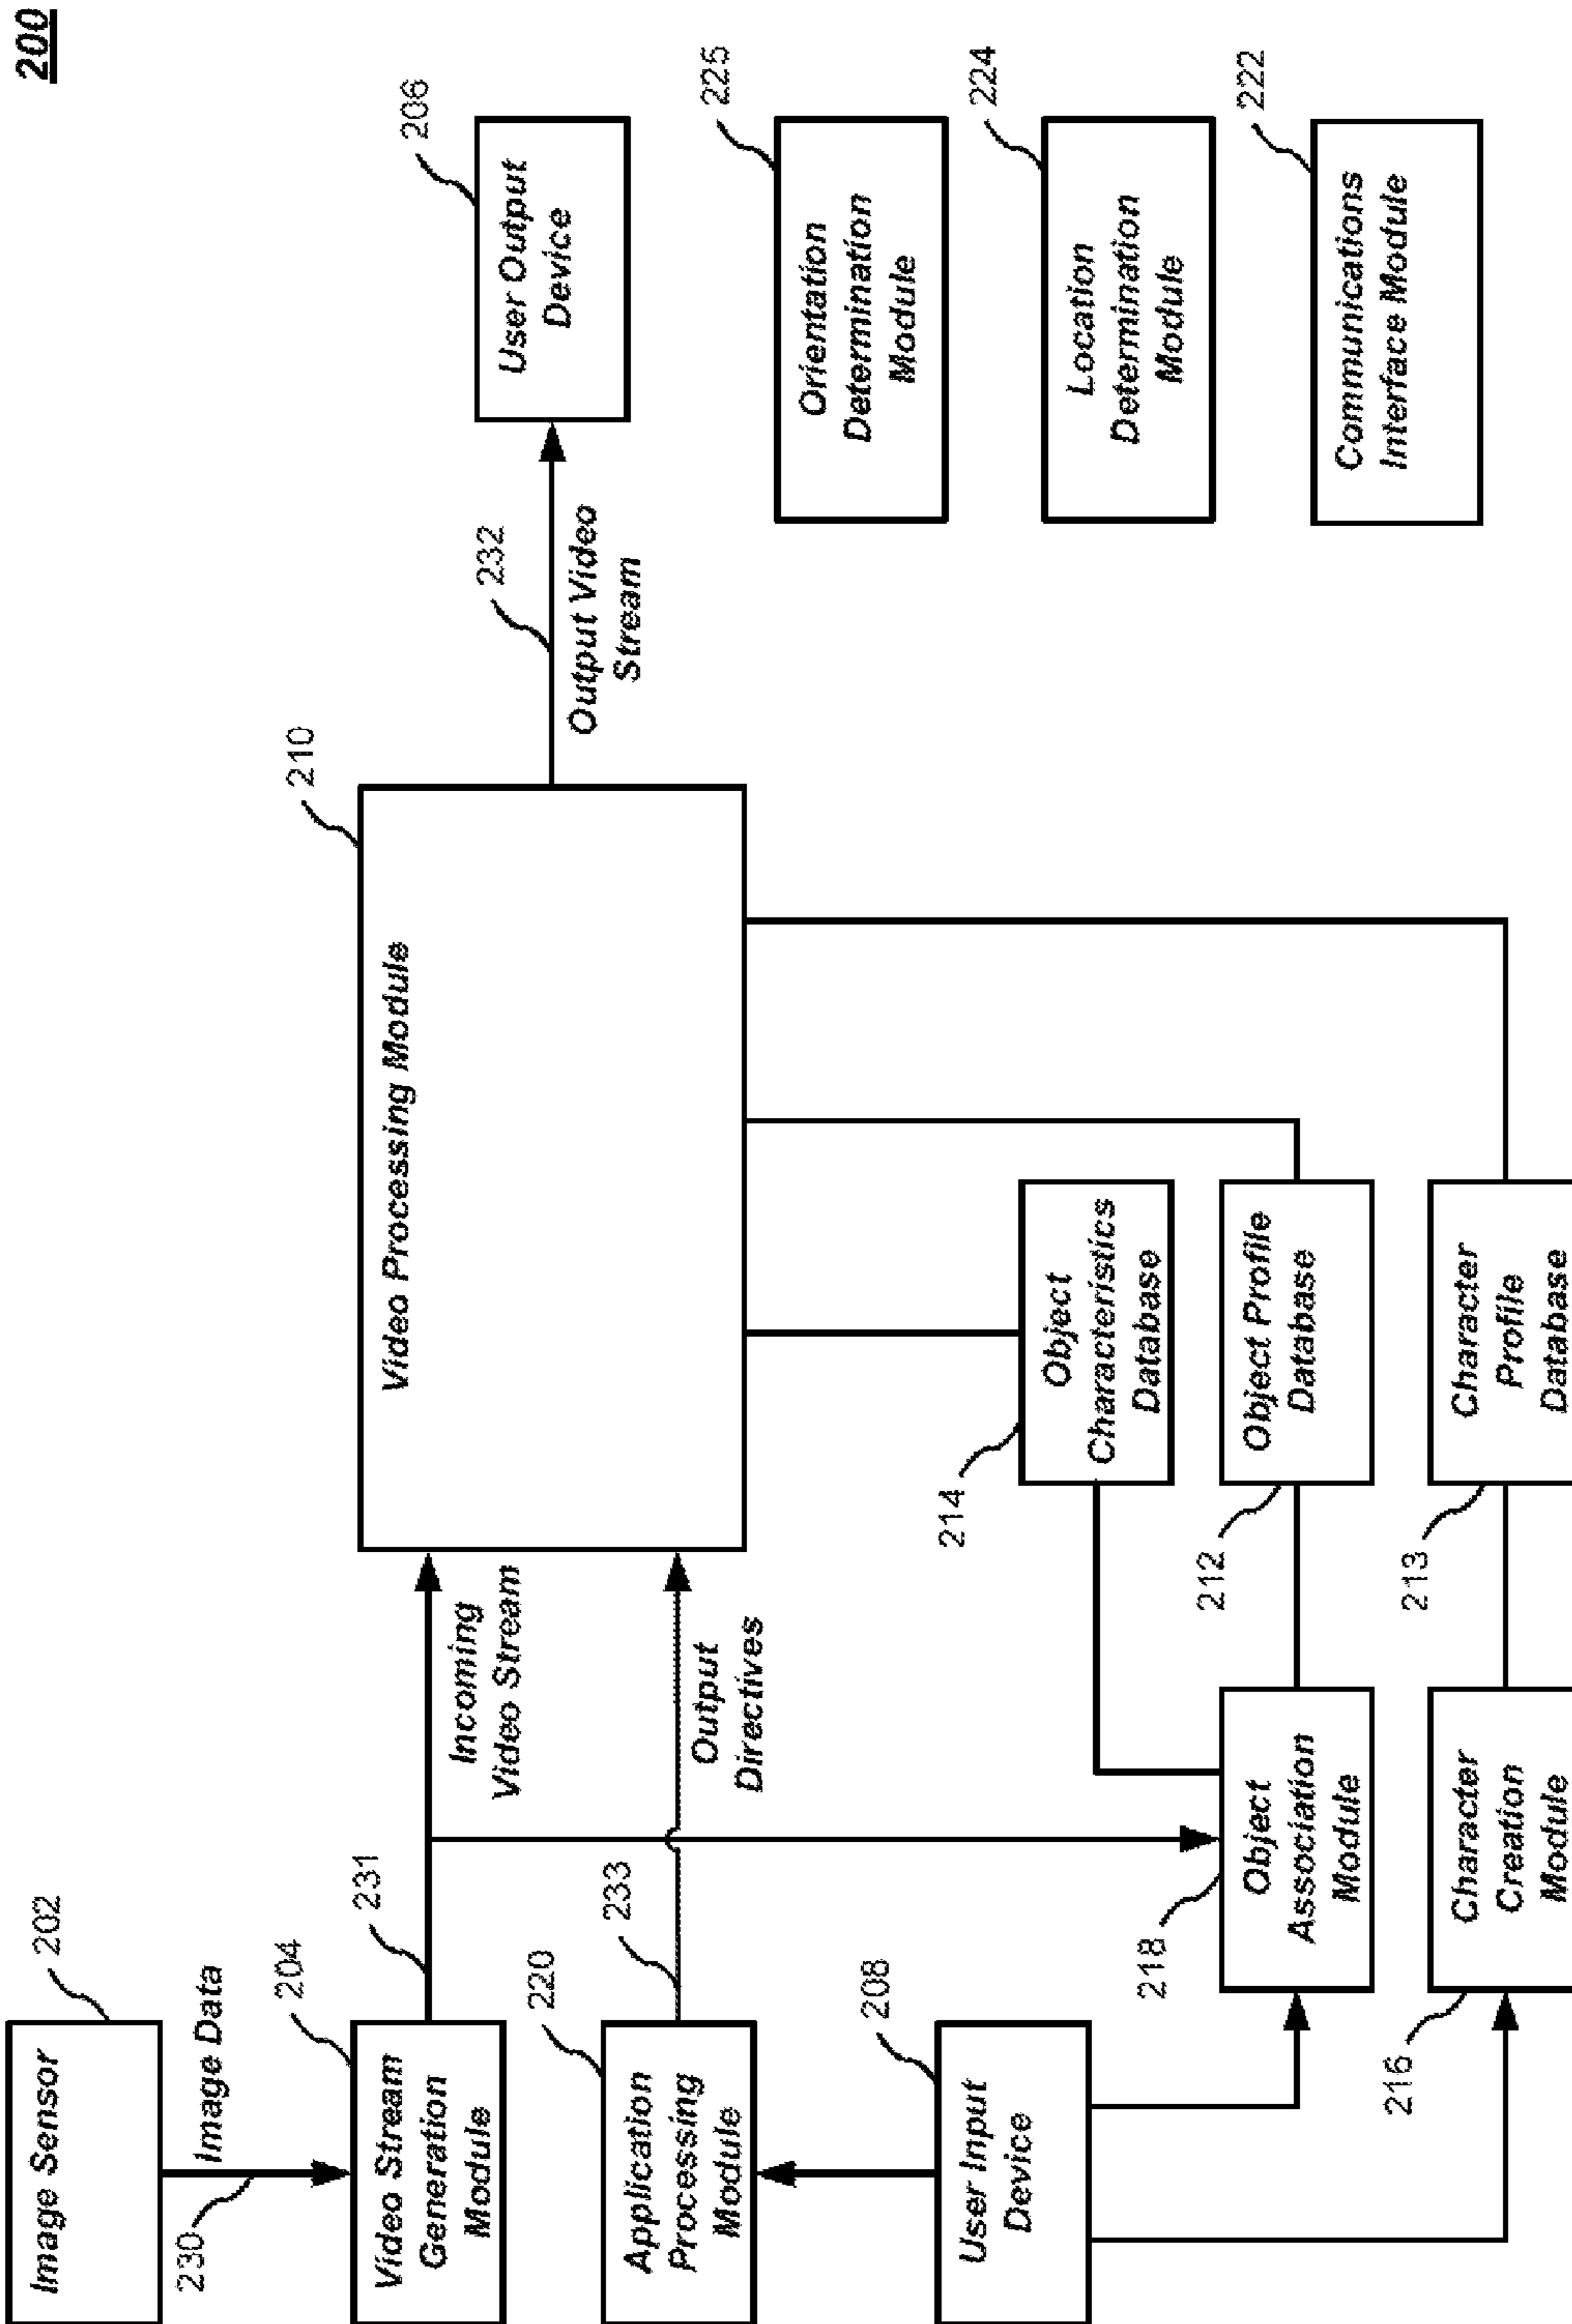 200
Image Sensor
202
230
Image Data
Video Stream
Generation
Module
204
231
Incoming
Video Stream
Video Processing Module
210
232
Output Video
Stream
User Output
Device
206
Application
Processing
Module
220
233
Output
Directives
Orientation
Determination
Module
225
User Input
Device
208
214
Object
Characteristics
Database
Location
Determination
Module
224
218
Object
Association
Module
212
Object Profile
Database
Communications
Interface Module
222
216
Character
Creation
Module
213
Character
Profile
Database